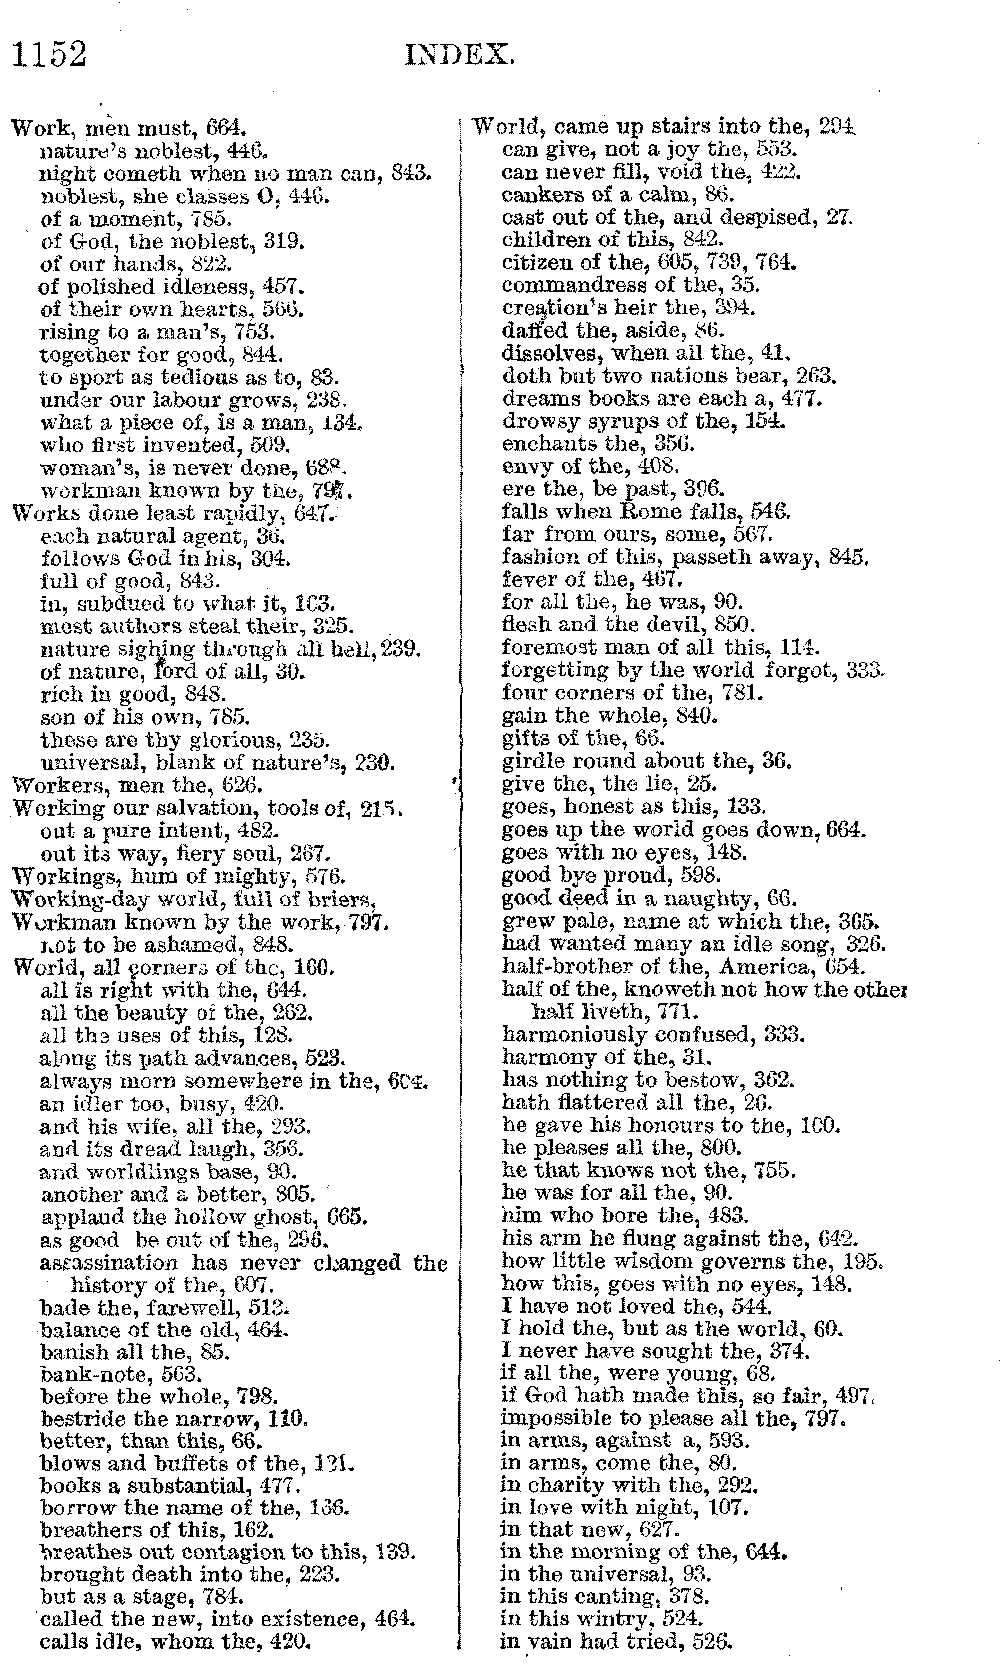 1152
INDEX.
Work, men must, 664.
nature's noblest, 446.
night cometh when no man can, 843.
noblest, she classes O, 446.
of a moment, 785.
of God, the noblest, 319.
of our hands, 822.
of polished idleness, 457.
of their own hearts, 566.
rising to a man's, 753.
together for good, 844.
to sport as tedious as to, 83.
under our labour grows, 238.
what a piece of, is a man, 134.
who first invented, 509.
woman's, is never done, 688.
workman known by the, 797.
Works done least rapidly, 647.
each natural agent, 36.
follows God in his, 304.
full of good, 843.
in, subdued to what it, 163.
most authors steal their, 325.
nature sighing through all hell, 239.
of nature, lord of all, 30.
rich in good, 848.
son of his own, 785.
these are thy glorious, 235.
universal, blank of nature's, 230.
Workers, men the, 626.
Working our salvation, tools of, 215.
out a pure intent, 482.
out its way, fiery soul, 267.
Workings, hum of mighty, 576.
Working-day world, full of briers,
Workman known by the work, 797.
not to be ashamed, 848.
World, all corners of the, 160.
all is right with the, 644.
all the beauty of the, 262.
all the uses of this, 128.
along its path advances, 523.
always morn somewhere in the, 604.
an idler too, busy, 420.
and his wife, all the, 293.
and its dread laugh, 356.
and worldlings base, 90.
another and a better, 805.
applaud the hollow ghost, 665.
as good be out of the, 296.
assassination has never changed the
history of the, 607.
bade the, farewell, 513.
balance of the old, 464.
banish all the, 85.
bank-note, 563.
before the whole, 798.
bestride the narrow, 110.
better, than this, 66.
blows and buffets of the, 121.
books a substantial, 477.
borrow the name of the, 166.
breathers of this, 162.
breathes out contagion to this, 139.
brought death into the, 223.
but as a stage, 784.
called the new, into existence, 464.
calls idle, whom the, 420.
World, came up stairs into the, 294
can give, not a joy the, 553.
can never fill, void the, 422.
cankers of a calm, 86.
cast out of the, and despised, 27.
children of this, 842.
citizen of the, 605, 739, 764.
commandress of the, 35.
creation's heir the, 394.
daffed the, aside, 86.
dissolves, when all the, 41.
doth but two nations bear, 263.
dreams books are each a, 477.
drowsy syrups of the, 154.
enchants the, 356.
envy of the, 408.
ere the, be past, 396.
falls when Rome falls, 546.
far from ours, some, 567.
fashion of this, passeth away, 845.
fever of the, 467.
for all the, he was, 90.
flesh and the devil, 850.
foremost man of all this, 114.
forgetting by the world forgot, 333.
four corners of the, 781.
gain the whole, 840.
gifts of the, 66.
girdle round about the, 36.
give the, the lie, 25.
goes, honest as this, 133.
goes up the world goes down, 664.
goes with no eyes, 148.
good bye proud, 598.
good deed in a naughty, 66.
grew pale, name at which the, 365.
had wanted many an idle song, 326.
half-brother of the, America, 654.
half of the, knoweth not how the other
half liveth, 771.
harmoniously confused, 333.
harmony of the, 31.
has nothing to bestow, 362.
hath flattered all the, 26.
he gave his honours to the, 100.
he pleases all the, 800.
he that knows not the, 755.
he was for all the, 90.
him who bore the, 483.
his arm he flung against the, 642.
how little wisdom governs the, 195.
how this, goes with no eyes, 148.
I have not loved the, 544.
I hold the, but as the world, 60.
I never have sought the, 374.
if all the, were young, 68.
if God hath made this, so fair, 497.
impossible to please all the, 797.
in arms, against a, 593.
in arms, come the, 80.
in charity with the, 292.
in love with night, 107.
in that new, 627.
in the morning of the, 644.
in the universal, 93.
in this canting, 378.
in this wintry, 524.
in vain had tried, 526.